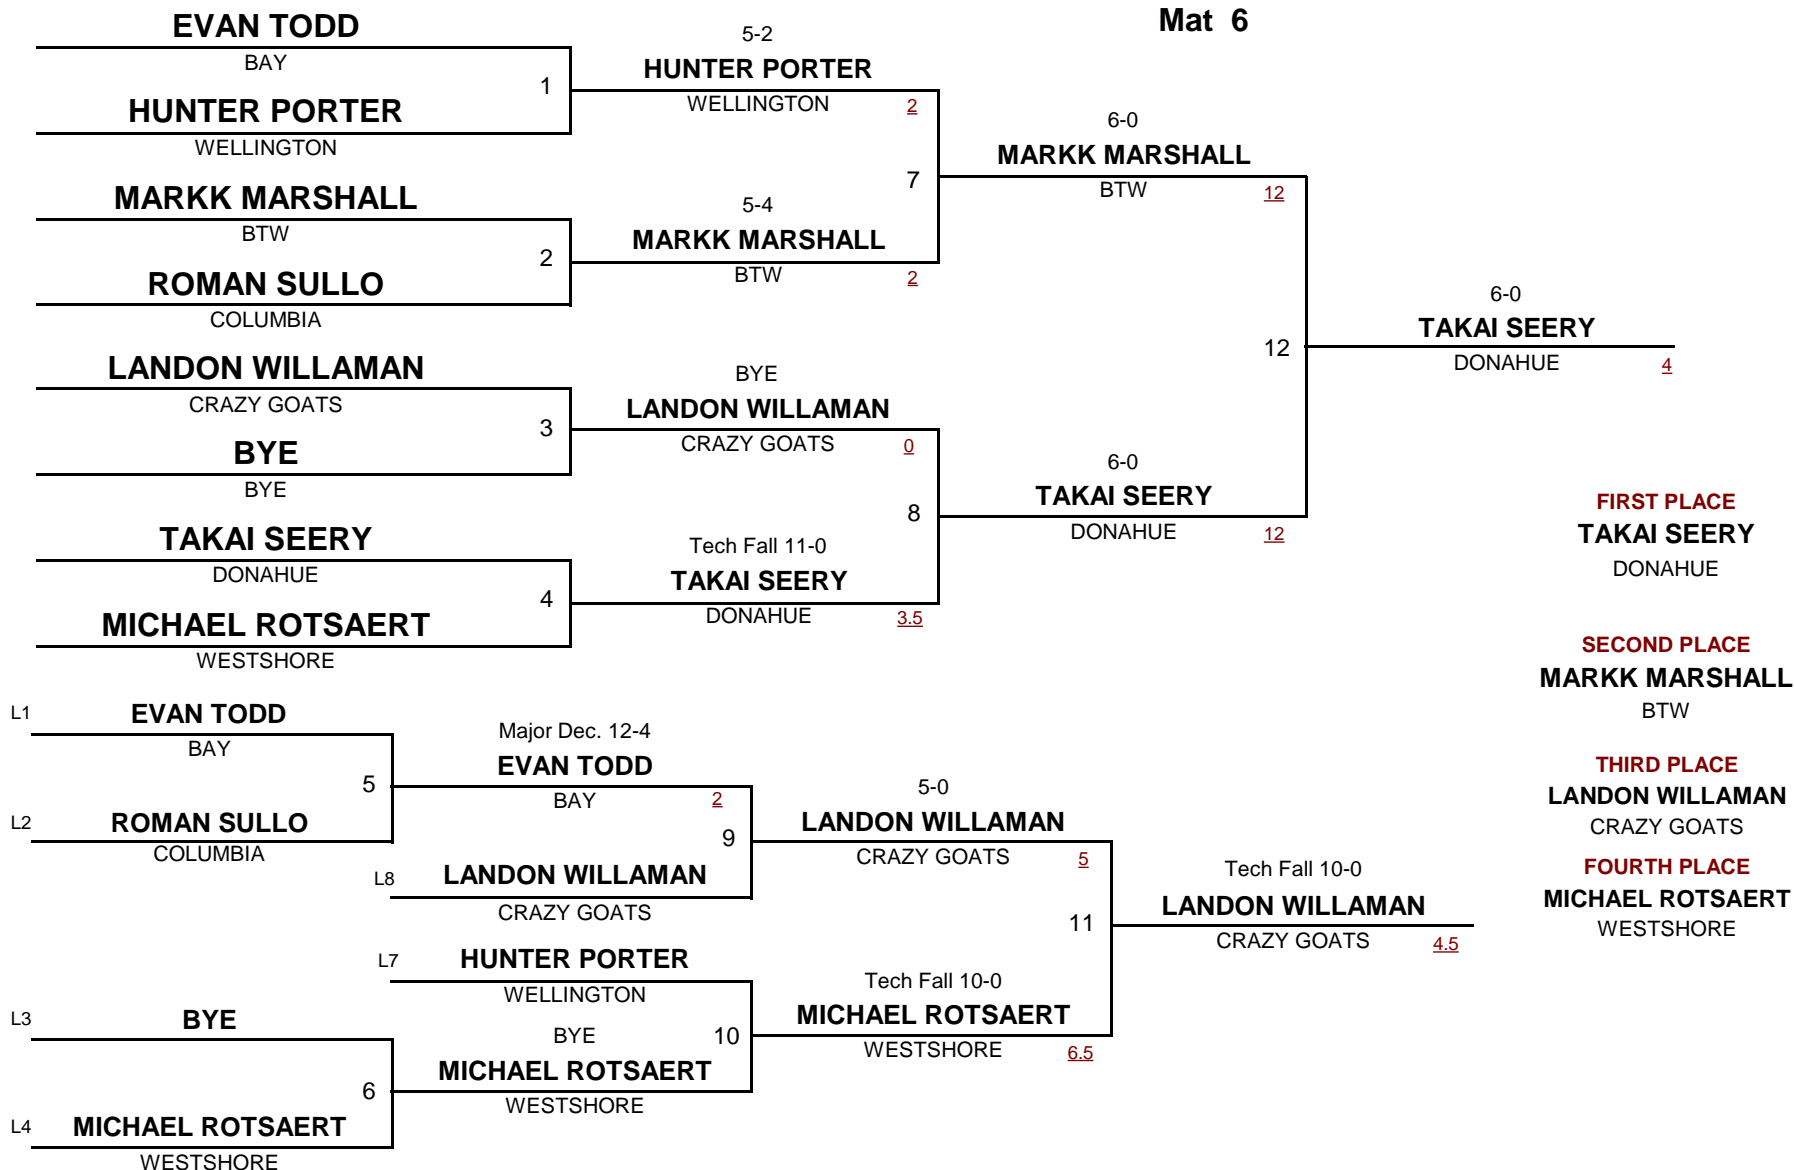 Mat 6
EVAN TODD
BAY
1
HUNTER PORTER
WELLINGTON
5-2
HUNTER PORTER
WELLINGTON
2
MARKK MARSHALL
BTW
2
ROMAN SULLO
COLUMBIA
5-4
MARKK MARSHALL
BTW
2
7
6-0
MARKK MARSHALL
BTW
12
LANDON WILLAMAN
CRAZY GOATS
3
BYE
BYE
BYE
LANDON WILLAMAN
CRAZY GOATS
0
TAKAI SEERY
DONAHUE
4
MICHAEL ROTSAERT
WESTSHORE
Tech Fall 11-0
TAKAI SEERY
DONAHUE
3.5
8
6-0
TAKAI SEERY
DONAHUE
12
12
6-0
TAKAI SEERY
DONAHUE
4
FIRST PLACE
TAKAI SEERY
DONAHUE
SECOND PLACE
MARKK MARSHALL
BTW
THIRD PLACE
LANDON WILLAMAN
CRAZY GOATS
FOURTH PLACE
MICHAEL ROTSAERT
WESTSHORE
L1
EVAN TODD
BAY
5
L2
ROMAN SULLO
COLUMBIA
Major Dec. 12-4
EVAN TODD
BAY
2
9
L8
LANDON WILLAMAN
CRAZY GOATS
5-0
LANDON WILLAMAN
CRAZY GOATS
5
L7
HUNTER PORTER
WELLINGTON
L3
BYE
6
L4
MICHAEL ROTSAERT
WESTSHORE
BYE
MICHAEL ROTSAERT
WESTSHORE
10
Tech Fall 10-0
MICHAEL ROTSAERT
WESTSHORE
6.5
11
Tech Fall 10-0
LANDON WILLAMAN
CRAZY GOATS
4.5